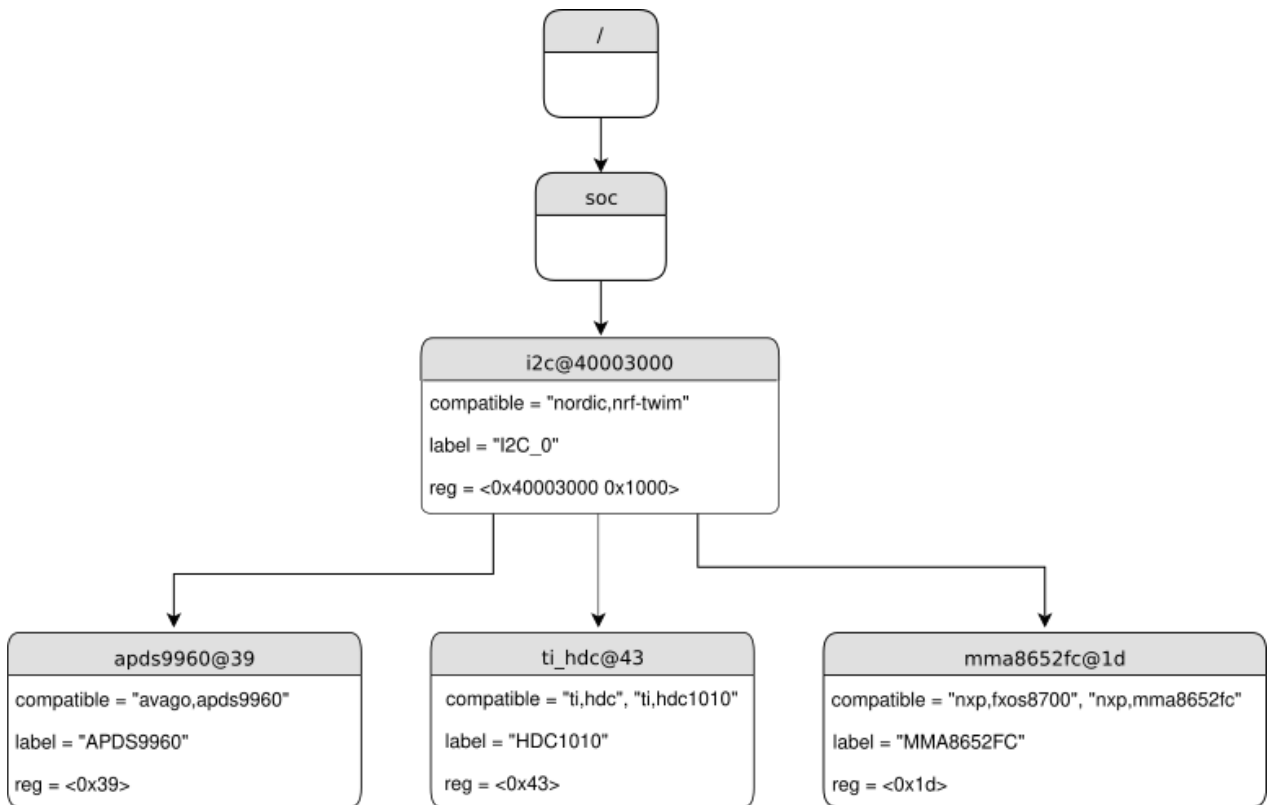 /
soc
i2c@40003000
compatible = "nordic,nrf-twim"
label = "I2C_0"
reg = <0x40003000 0x1000>
apds9960@39
compatible = "avago,apds9960"
label = "APDS9960"
reg = <0x39>
ti_hdc@43
compatible = "ti,hdc", "ti,hdc1010"
label = "HDC1010"
reg = <0x43>
mma8652fc@1d
compatible = "nxp,fxos8700", "nxp,mma8652fc"
label = "MMA8652FC"
reg = <0x1d>